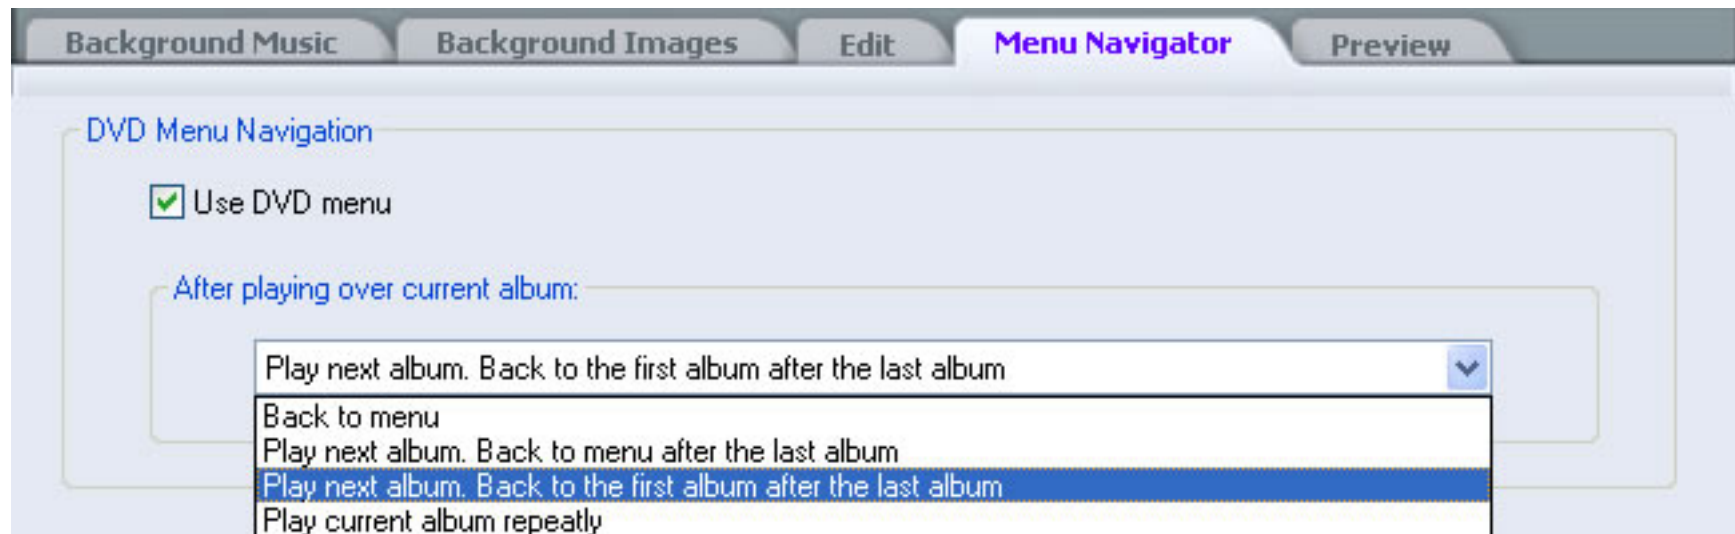 Background Music Background Images Edit Menu Navigator Preview
DVD Menu Navigation
Use DVD menu
After playing over current album:
Play next album. Back to the first album after the last album
Back to menu
Play next album. Back to menu after the last album
Play next album. Back to the first album after the last album
Play current album repeatly